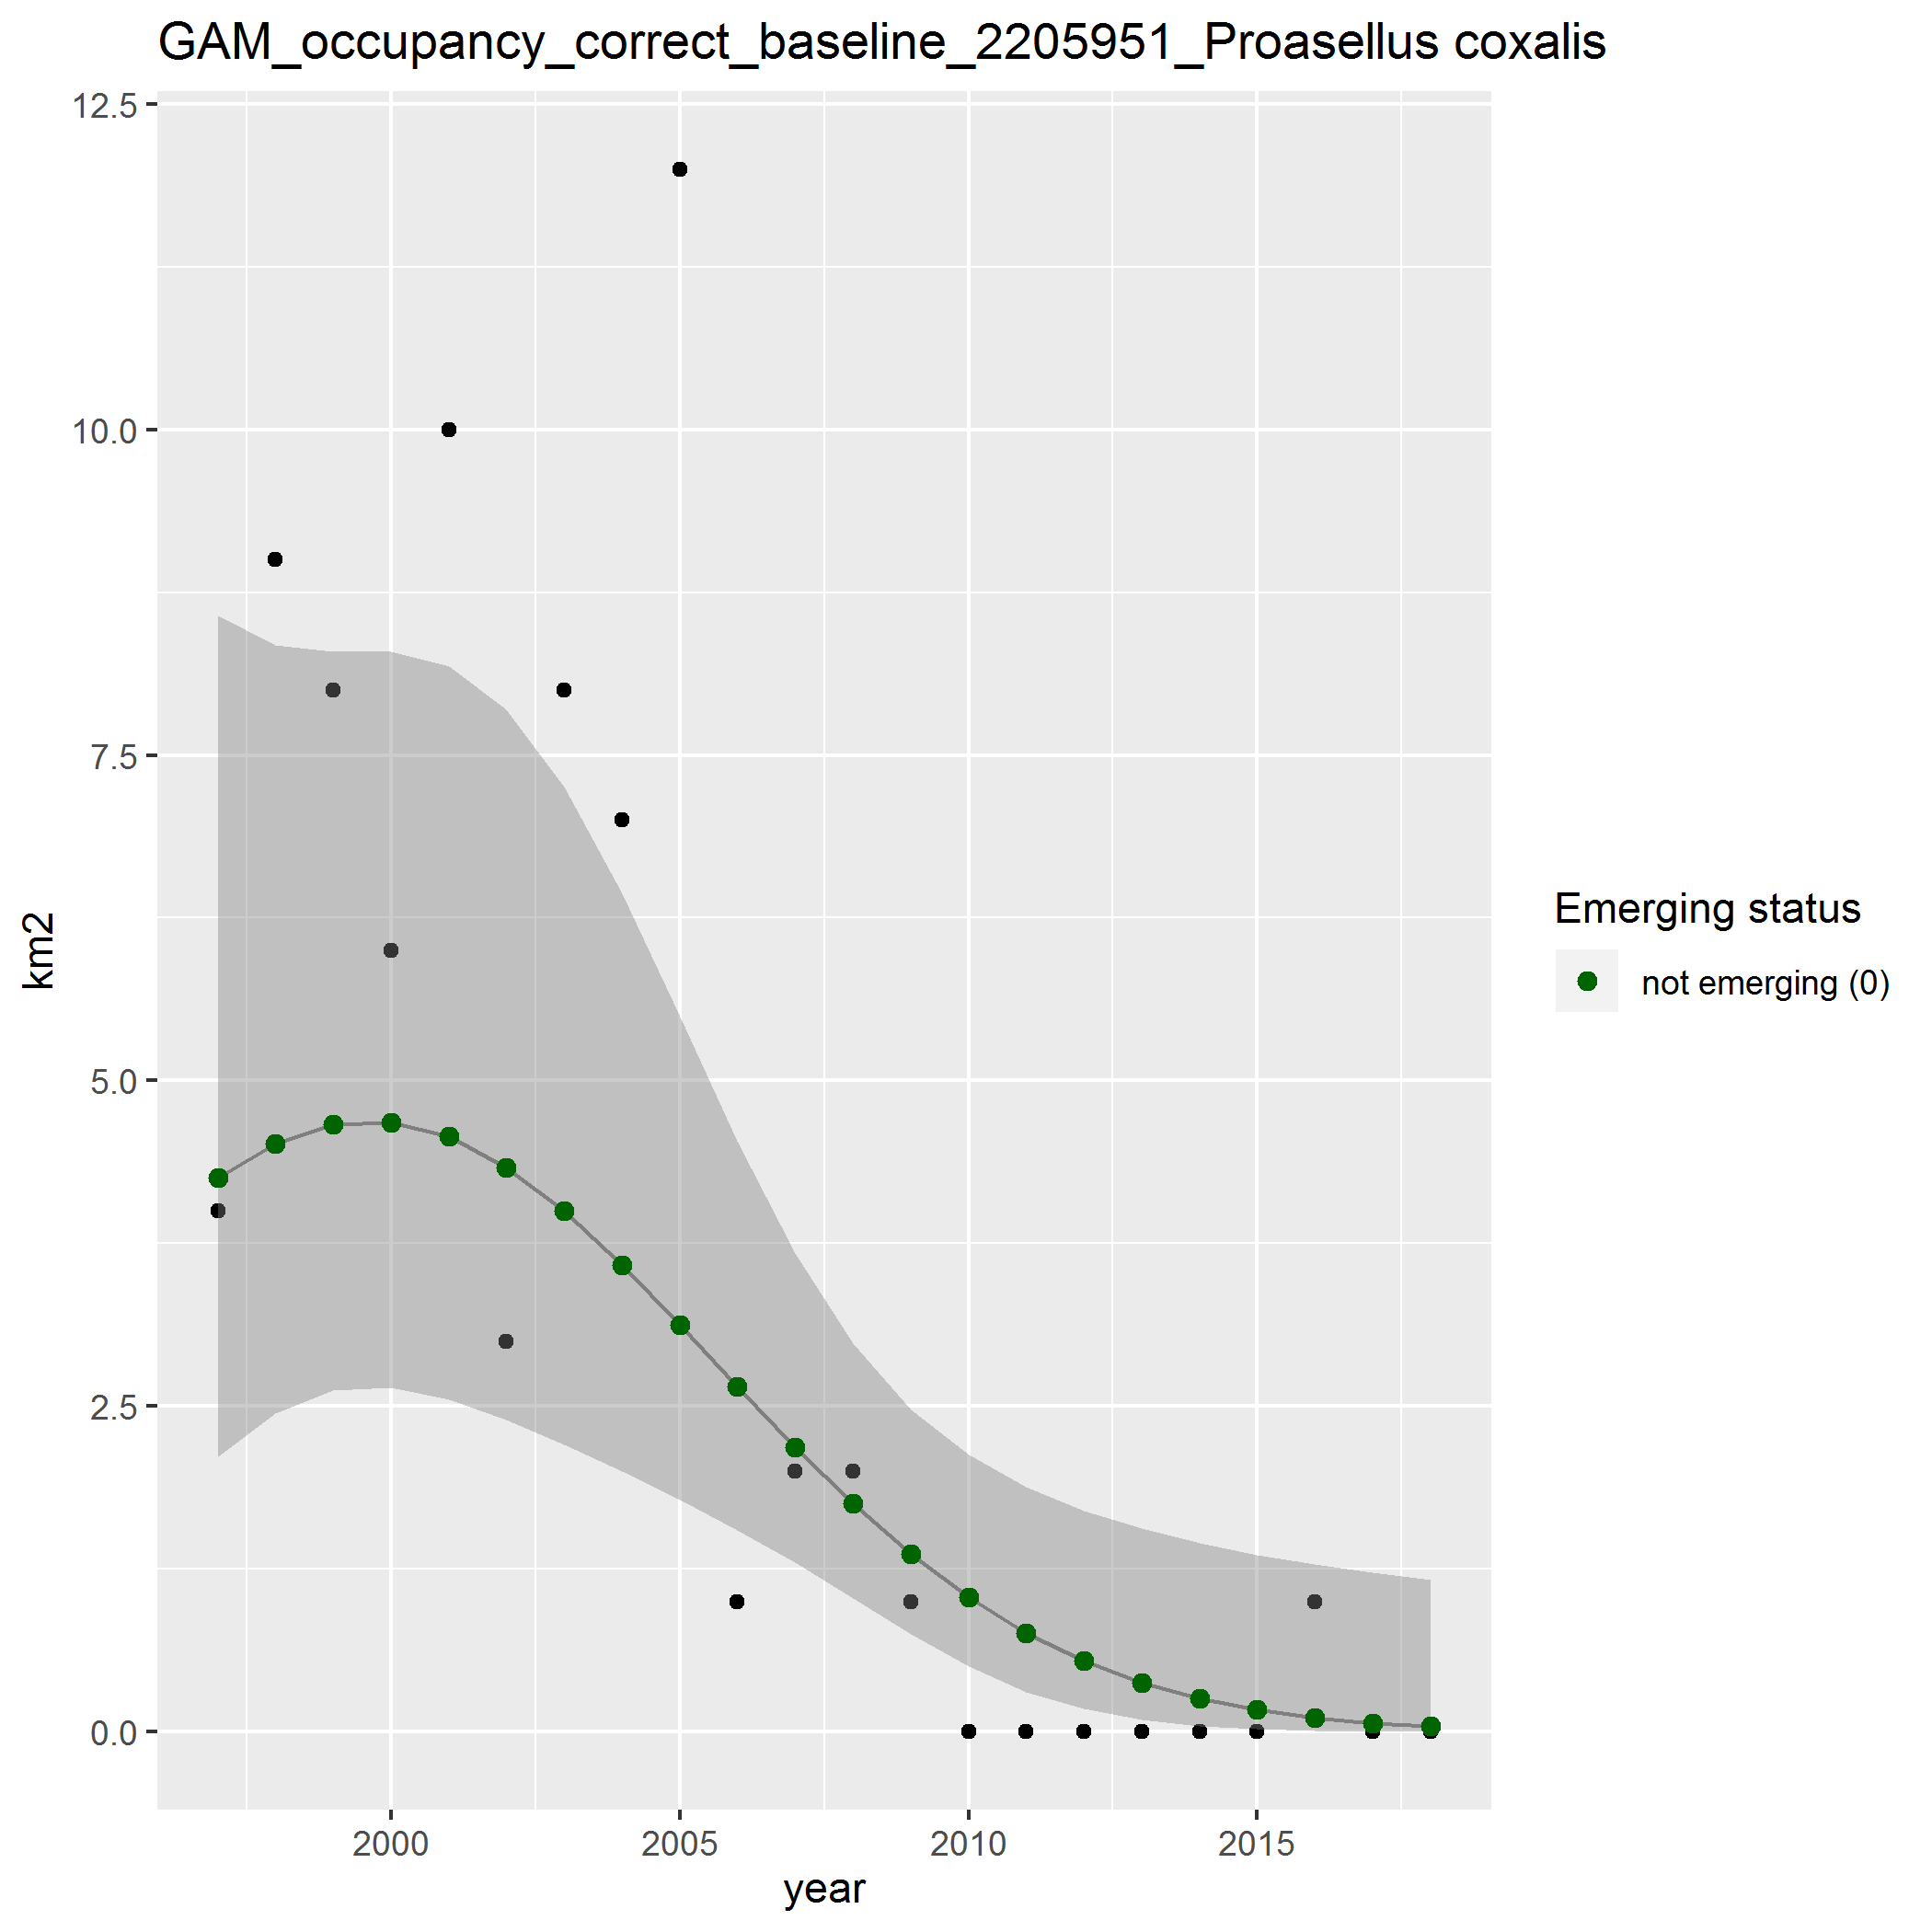 GAM_occupancy_correct_baseline_2205951_Proasellus coxalis
12.5
10.0
7.5
5.0
2.5
0.0
km2
2000
2005
2010
2015
year
Emerging status
not emerging (0)